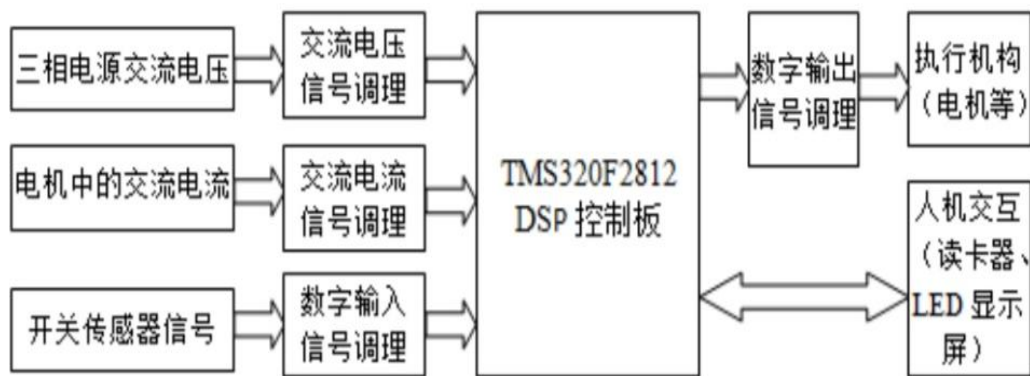 三相电源交流电压
交流电压
信号调理
电机中的交流电流
交流电流
信号调理
开关传感器信号
数字输入
信号调理
TMS320F2812
DSP 控制板
数字输出
信号调理
执行机构
（电机等）
人机交互
（读卡器、
LED 显示
屏）